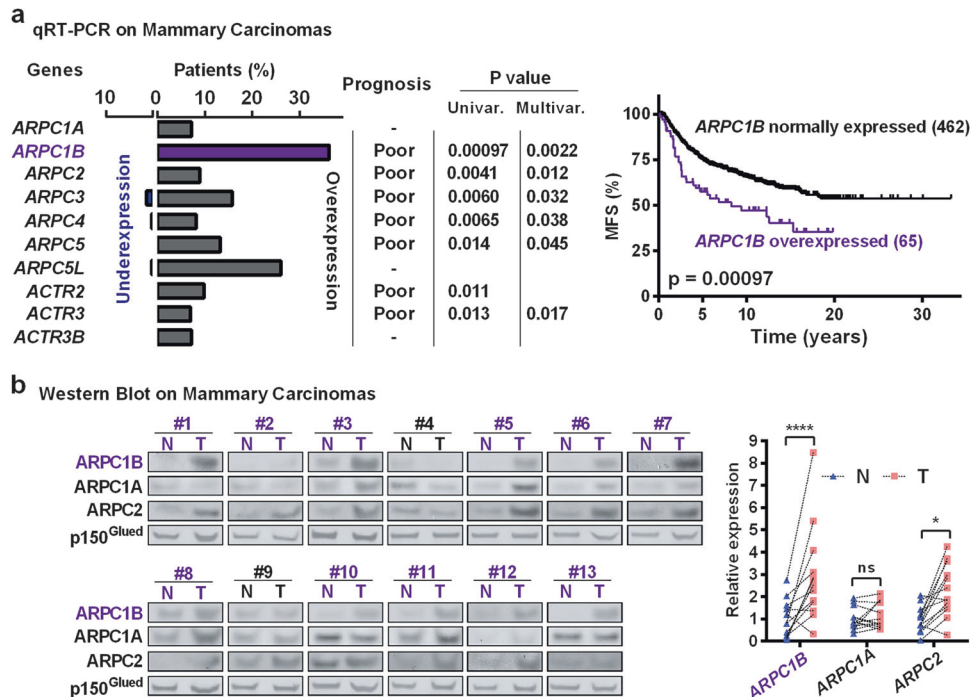 a
qRT-PCR on Mammary Carcinomas
Genes Patients (%) Prognosis P value
Univar. Multivar.
10 0 10 20 30
Underexpression
Overexpression
ARPC1A -
ARPC1B Poor 0.00097 0.0022
ARPC2 Poor 0.0041 0.012
ARPC3 Poor 0.0060 0.032
ARPC4 Poor 0.0065 0.038
ARPC5 Poor 0.014 0.045
ARPC5L -
ACTR2 Poor 0.011
ACTR3 Poor 0.013 0.017
ACTR3B -
MFS (%)
100
75
50
25
0
ARPC1B normally expressed (462)
ARPC1B overexpressed (65)
p = 0.00097
0 5 10 20 30
Time (years)
b
Western Blot on Mammary Carcinomas
#1 #2 #3 #4 #5 #6 #7
N T N T N T N T N T N T N T
ARPC1B
ARPC1A
ARPC2
p150Glued
#8 #9 #10 #11 #12 #13
N T N T N T N T N T N T
ARPC1B
ARPC1A
ARPC2
p150Glued
Relative expression
9
8
7
6
5
4
3
2
1
0
****
N T
ns
*
ARPC1B ARPC1A ARPC2